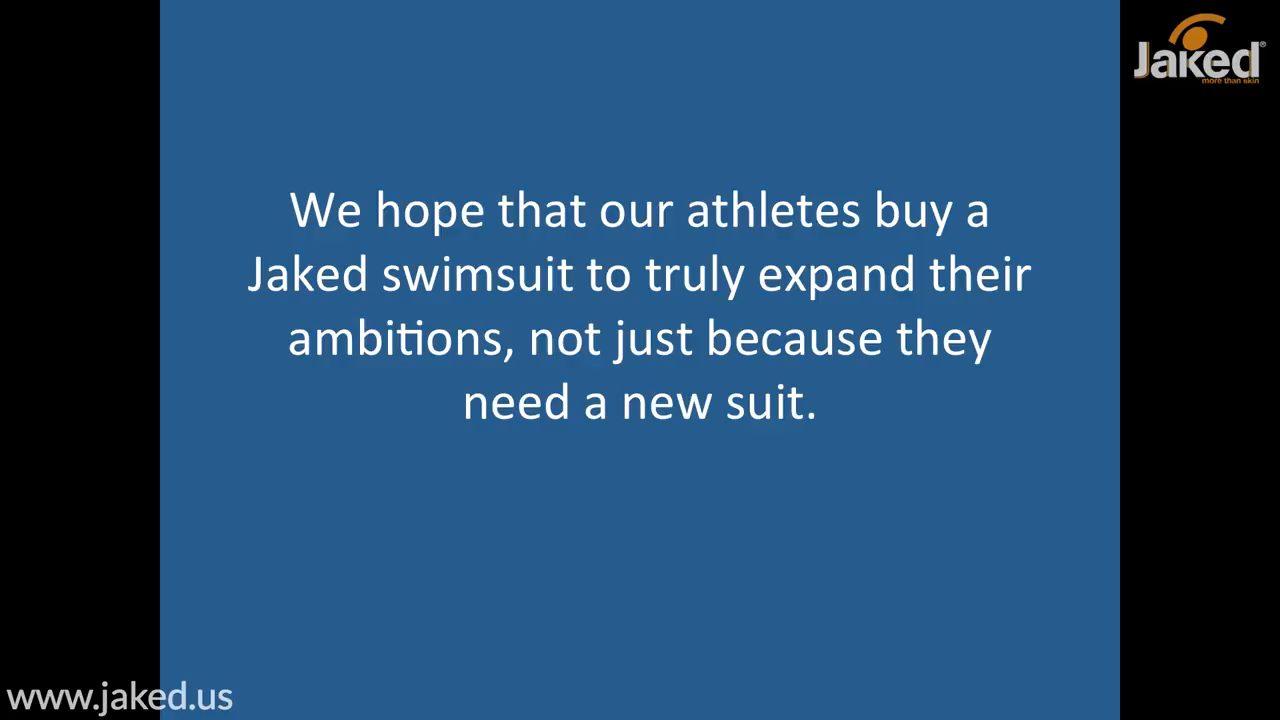 Jaked®
more than skin
We hope that our athletes buy a
Jaked swimsuit to truly expand their
ambitions, not just because they
need a new suit.
www.jaked.us